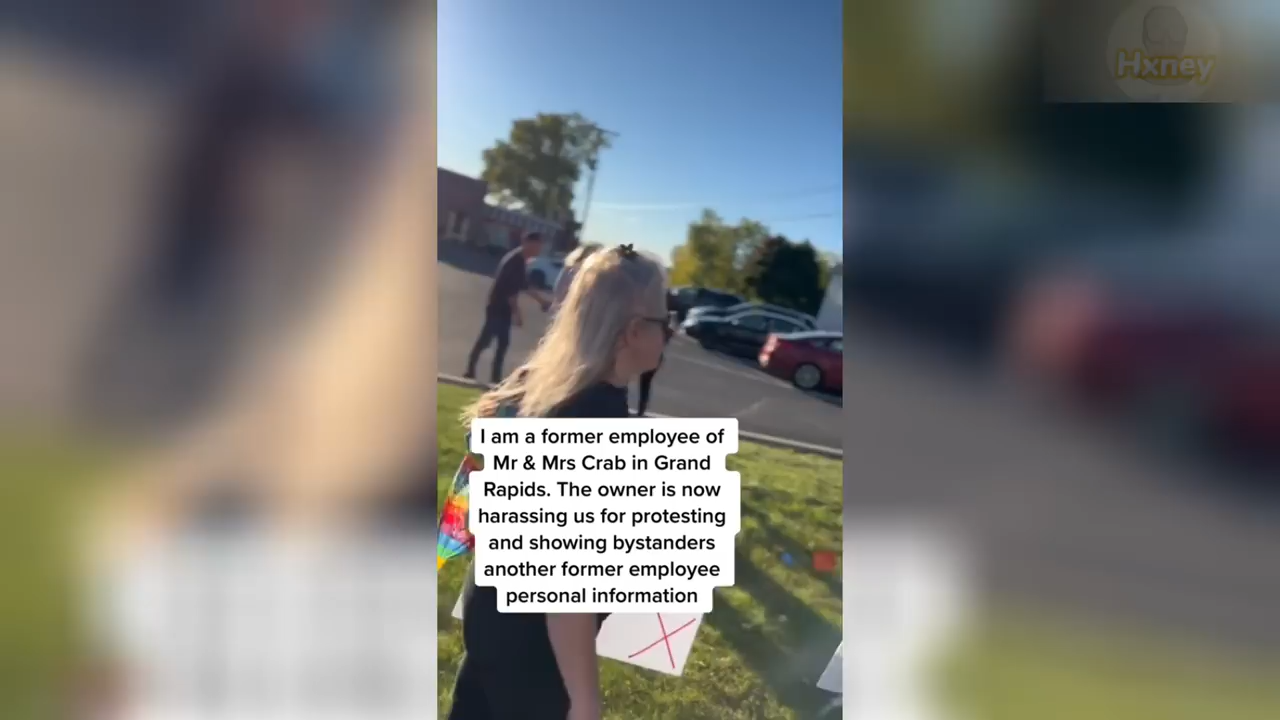 Hxney
I am a former employee of
Mr & Mrs Crab in Grand
Rapids. The owner is now
harassing us for protesting
and showing bystanders
another former employee
personal information